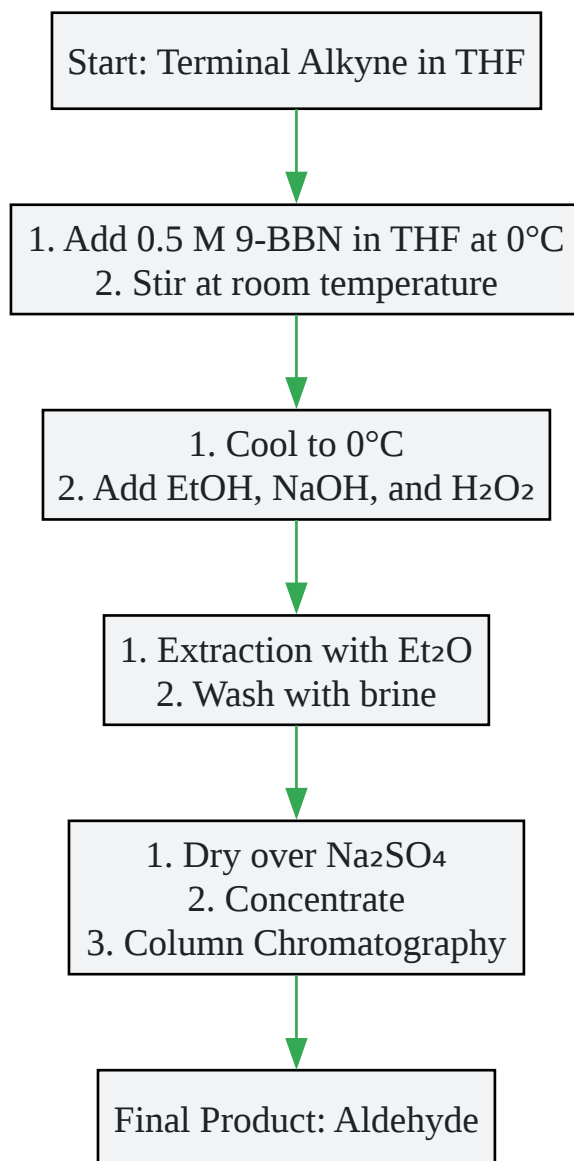 Start: Terminal Alkyne in THF
1. Add 0.5 M 9-BBN in THF at 0°C
2. Stir at room temperature
1. Cool to 0°C
2. Add EtOH, NaOH, and H₂O₂
1. Extraction with Et₂O
2. Wash with brine
1. Dry over Na₂SO₄
2. Concentrate
3. Column Chromatography
Final Product: Aldehyde